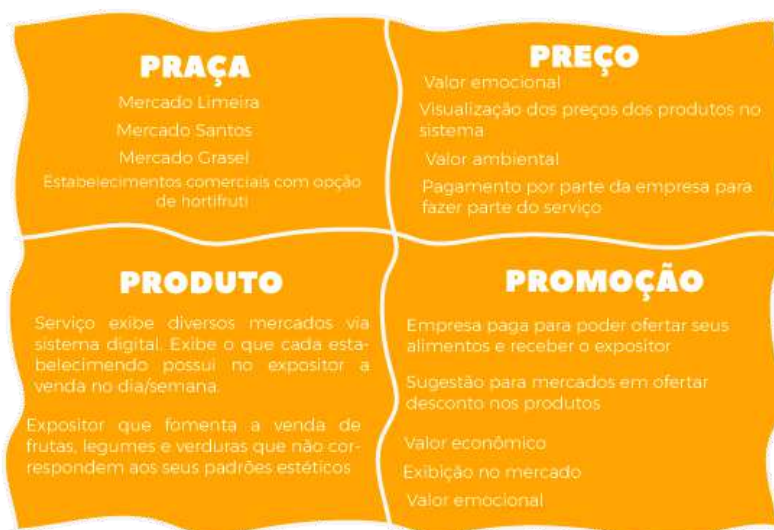 PRAÇA
Mercado Limeira
Mercado Santos
Mercado Grasel
Estabelecimentos comerciais com opção
de hortifruti
PREÇO
Valor emocional
Visualização dos preços dos produtos no
sistema
Valor ambiental
Pagamento por parte da empresa para
fazer parte do serviço
PRODUTO
Serviço exibe diversos mercados via
sistema digital. Exibe o que cada esta-
belecimendo possui no expositor a
venda no dia/semana.
Expositor que fomenta a venda de
frutas, legumes e verduras que não cor-
respondem aos seus padrões estéticos
PROMOÇÃO
Empresa paga para poder ofertar seus
alimentos e receber o expositor
Sugestão para mercados em ofertar
desconto nos produtos
Valor econômico
Exibição no mercado
Valor emocional